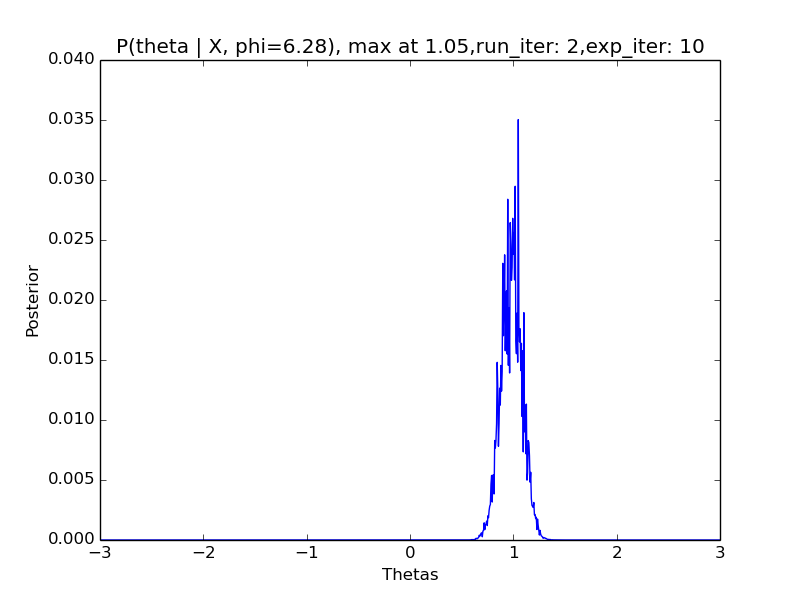 P(theta | X, phi=6.28), max at 1.05,run_iter: 2,exp_iter: 10
0.040
0.035
0.030
0.025
0.020
0.015
0.010
0.005
0.000
Posterior
−3 −2 −1 0 1 2 3
Thetas